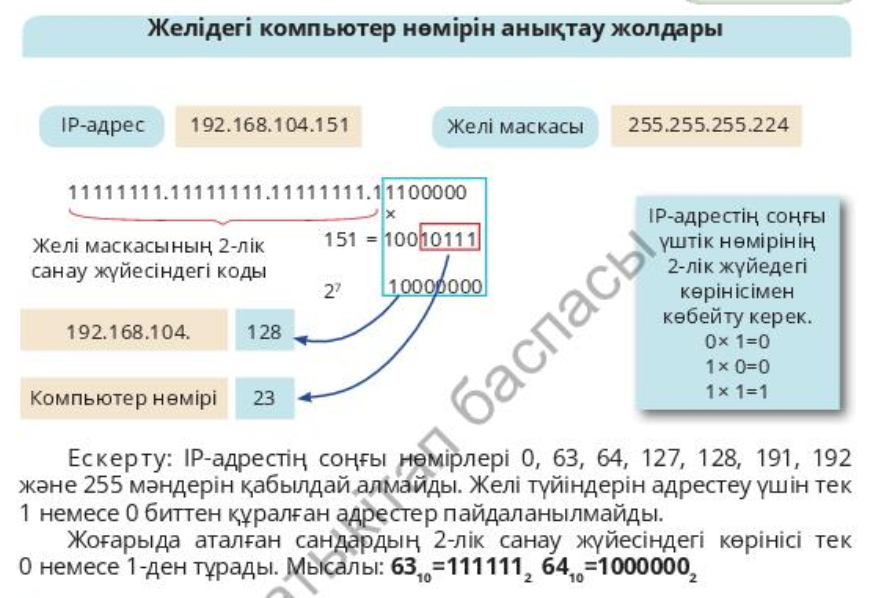 Желідегі компьютер нөмірін анықтау жолдары
IP-адрес 192.168.104.151 Желі маскасы 255.255.255.224
11111111.11111111.11111111.11100000
×
151 = 10010111
Желі маскасының 2-лік
санау жүйесіндегі коды
2⁷ 10000000
192.168.104. 128
Компьютер нөмірі 23
IP-адрестің соңғы
үштік нөмірінің
2-лік жүйедегі
көрінісімен
көбейту керек.
0× 1=0
1× 0=0
1× 1=1
Ескерту: IP-адрестің соңғы нөмірлері 0, 63, 64, 127, 128, 191, 192
және 255 мәндерін қабылдай алмайды. Желі түйіндерін адрестеу үшін тек
1 немесе 0 биттен құралған адрестер пайдаланылмайды.
Жоғарыда аталған сандардың 2-лік санау жүйесіндегі көрінісі тек
0 немесе 1-ден тұрады. Мысалы: 63₁₀=111111₂ 64₁₀=1000000₂
баспасы